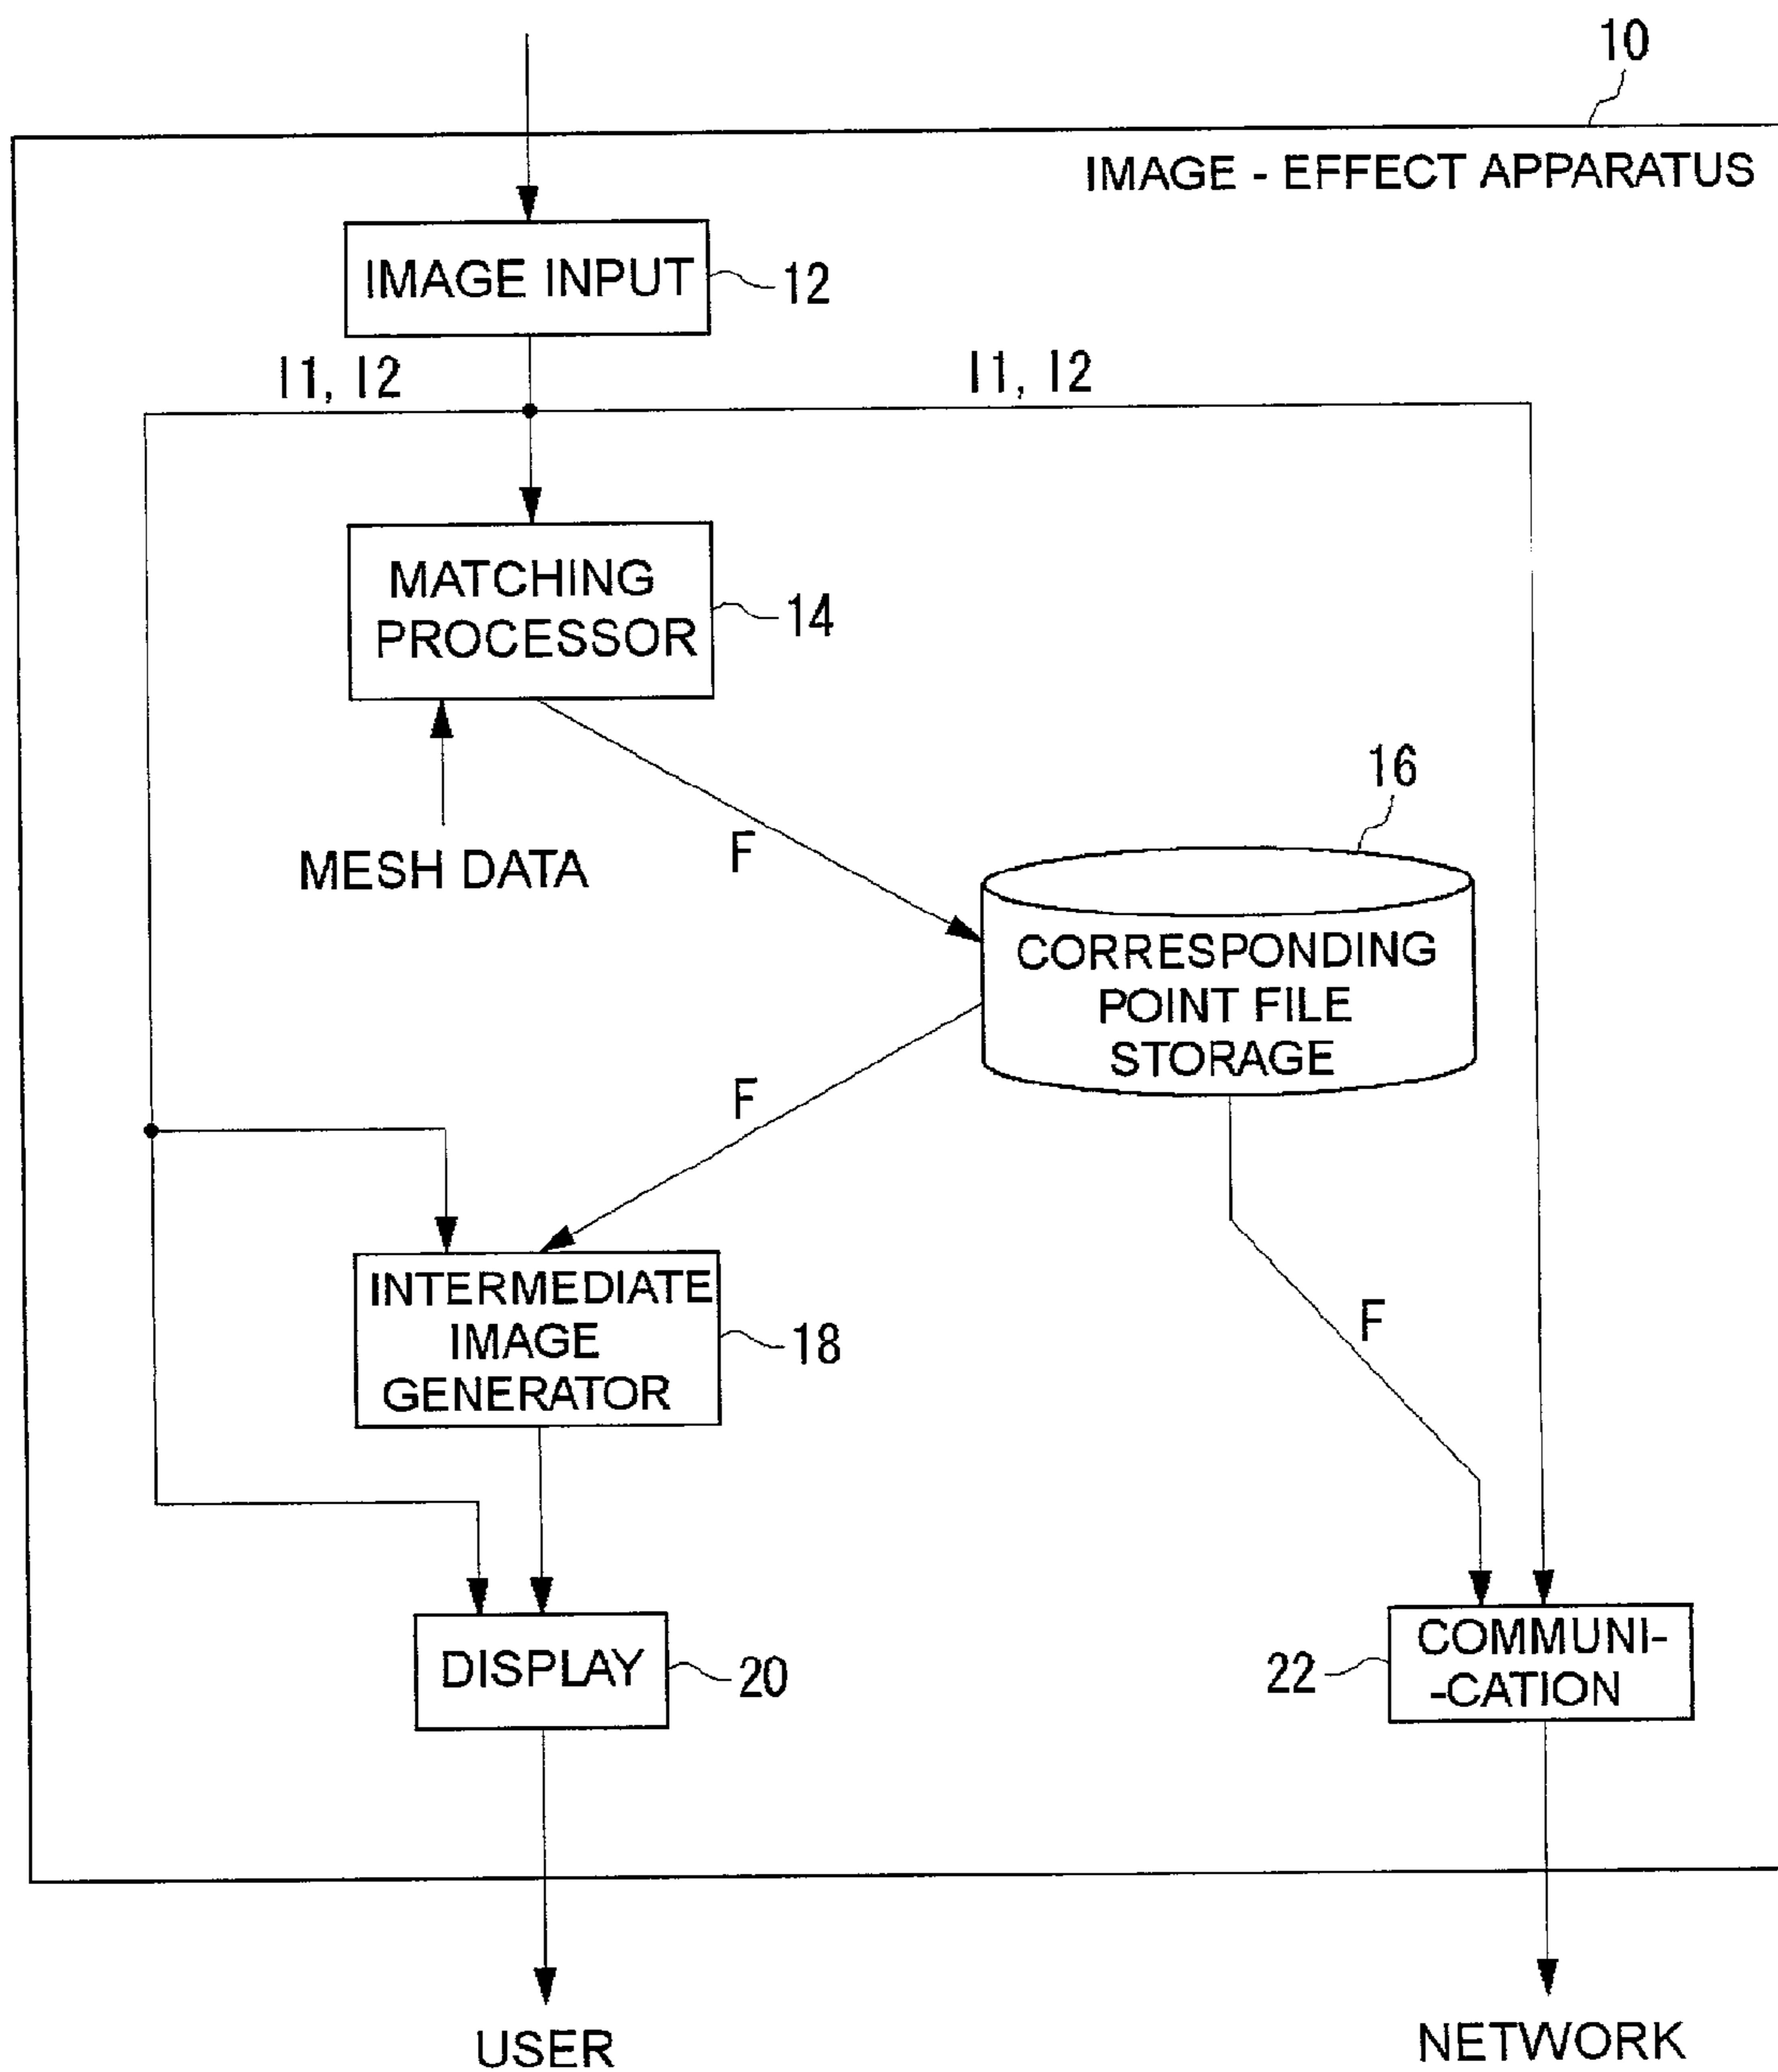 10
IMAGE - EFFECT APPARATUS
IMAGE INPUT
12
I1, I2
I1, I2
MATCHING
PROCESSOR
14
MESH DATA
F
16
CORRESPONDING
POINT FILE
STORAGE
F
F
INTERMEDIATE
IMAGE
GENERATOR
18
DISPLAY
20
22
COMMUNI-
-CATION
USER
NETWORK